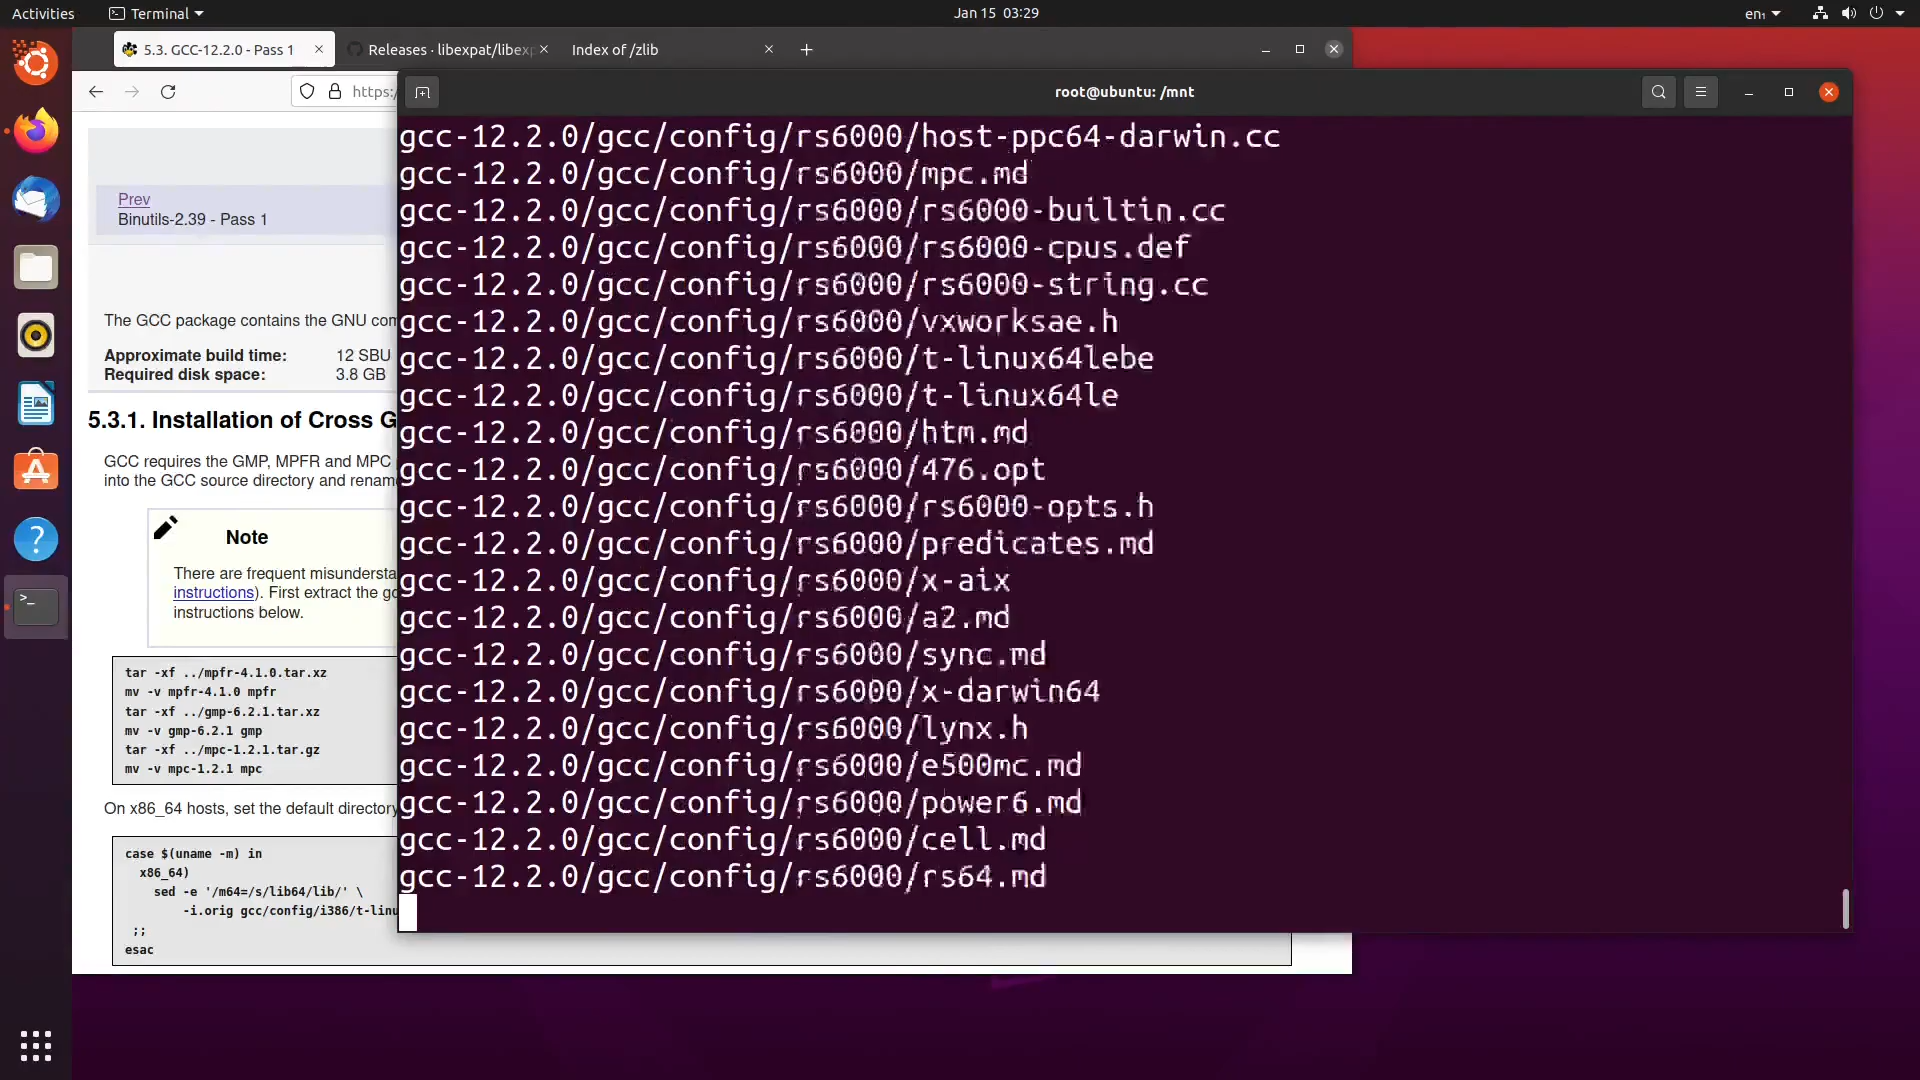 Activities
Terminal
Jan 15 03:29
en₁
5.3. GCC-12.2.0 - Pass 1
Releases · libexpat/libexp
Index of /zlib
https:/
root@ubuntu: /mnt
Prev
Binutils-2.39 - Pass 1
The GCC package contains the GNU com
Approximate build time: 12 SBU
Required disk space: 3.8 GB
5.3.1. Installation of Cross G
GCC requires the GMP, MPFR and MPC
into the GCC source directory and renam
Note
There are frequent misundersta
instructions). First extract the gc
instructions below.
tar -xf ../mpfr-4.1.0.tar.xz
mv -v mpfr-4.1.0 mpfr
tar -xf ../gmp-6.2.1.tar.xz
mv -v gmp-6.2.1 gmp
tar -xf ../mpc-1.2.1.tar.gz
mv -v mpc-1.2.1 mpc
On x86_64 hosts, set the default directory
case $(uname -m) in
x86_64)
sed -e '/m64=/s/lib64/lib/' \
-i.orig gcc/config/i386/t-linu
;;
esac
gcc-12.2.0/gcc/config/rs6000/host-ppc64-darwin.cc
gcc-12.2.0/gcc/config/rs6000/mpc.md
gcc-12.2.0/gcc/config/rs6000/rs6000-builtin.cc
gcc-12.2.0/gcc/config/rs6000/rs6000-cpus.def
gcc-12.2.0/gcc/config/rs6000/rs6000-string.cc
gcc-12.2.0/gcc/config/rs6000/vxworksae.h
gcc-12.2.0/gcc/config/rs6000/t-linux64lebe
gcc-12.2.0/gcc/config/rs6000/t-linux64le
gcc-12.2.0/gcc/config/rs6000/htm.md
gcc-12.2.0/gcc/config/rs6000/476.opt
gcc-12.2.0/gcc/config/rs6000/rs6000-opts.h
gcc-12.2.0/gcc/config/rs6000/predicates.md
gcc-12.2.0/gcc/config/rs6000/x-aix
gcc-12.2.0/gcc/config/rs6000/a2.md
gcc-12.2.0/gcc/config/rs6000/sync.md
gcc-12.2.0/gcc/config/rs6000/x-darwin64
gcc-12.2.0/gcc/config/rs6000/lynx.h
gcc-12.2.0/gcc/config/rs6000/e500mc.md
gcc-12.2.0/gcc/config/rs6000/power6.md
gcc-12.2.0/gcc/config/rs6000/cell.md
gcc-12.2.0/gcc/config/rs6000/rs64.md